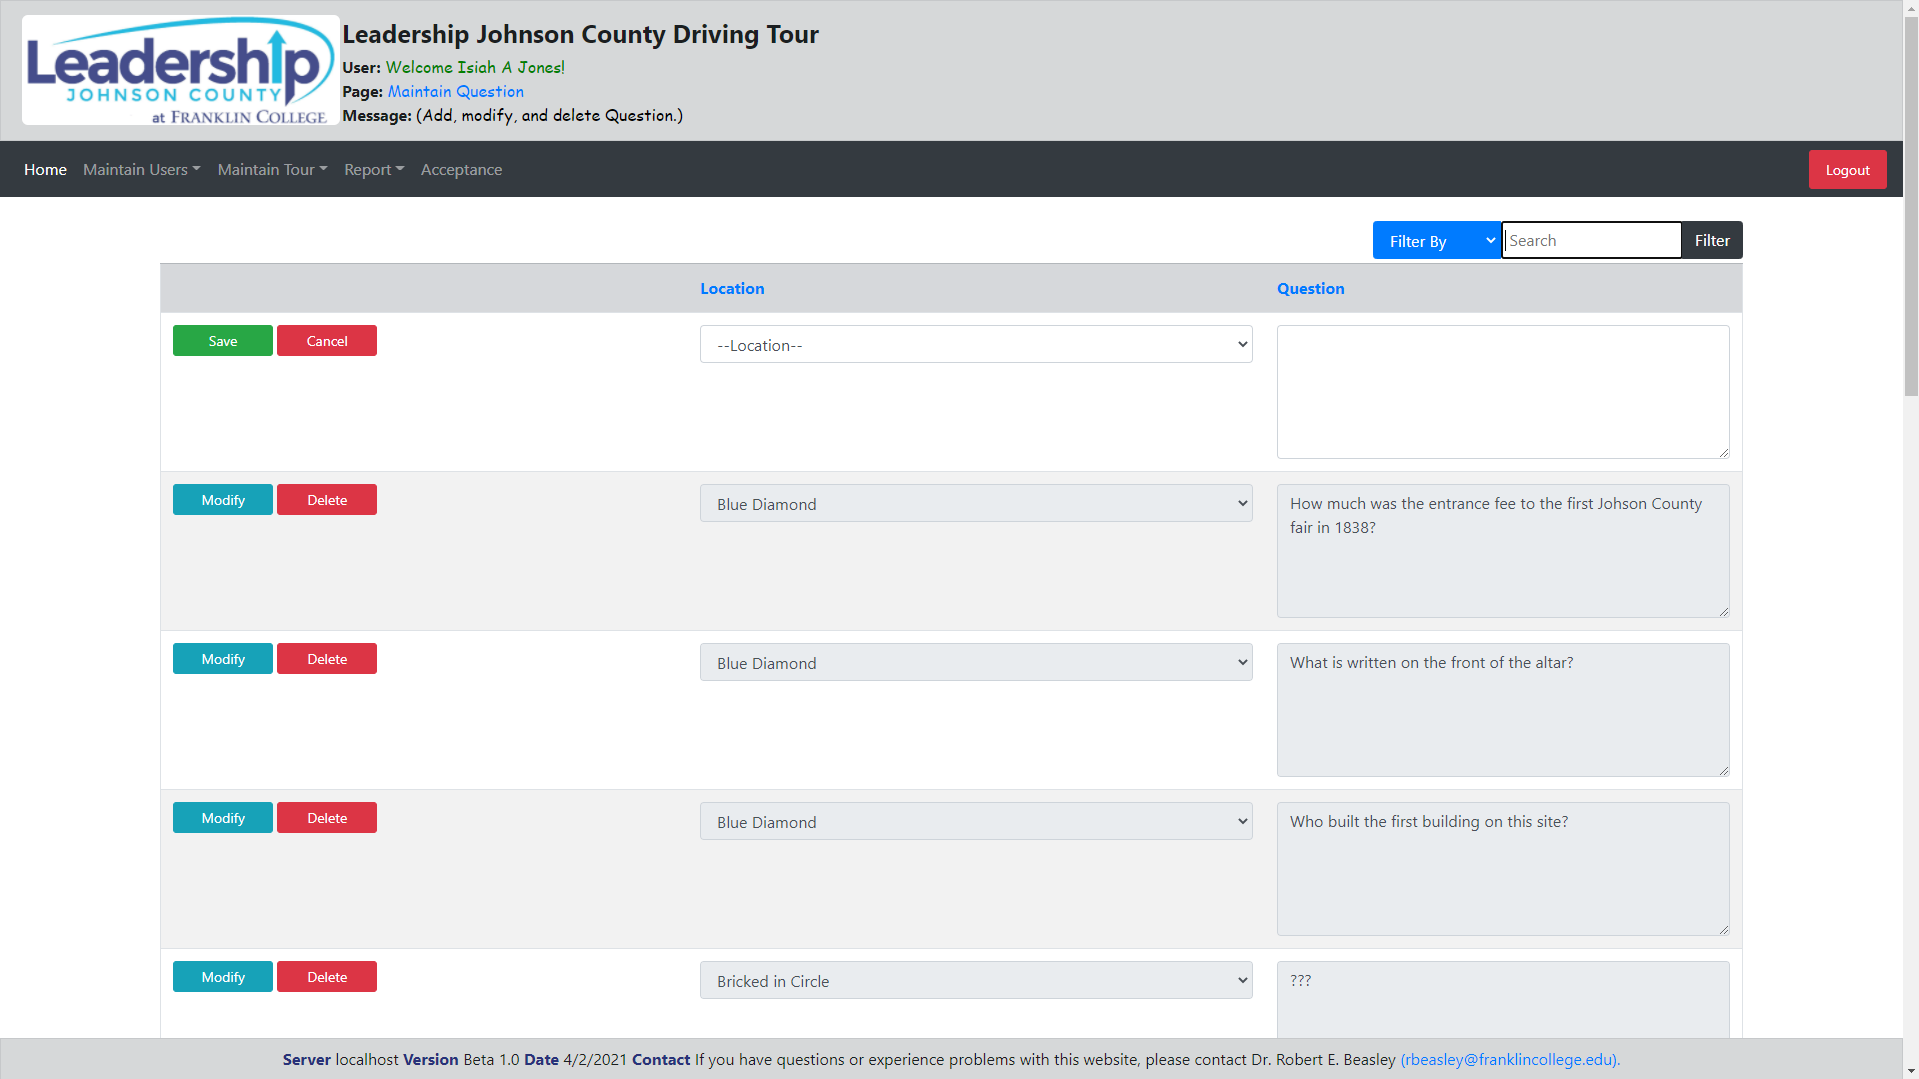 Leadership
JOHNSON COUNTY
at FRANKLIN COLLEGE
Leadership Johnson County Driving Tour
User: Welcome Isiah A Jones!
Page: Maintain Question
Message: (Add, modify, and delete Question.)
Home Maintain Users Maintain Tour Report Acceptance Logout
Filter By Search Filter
Location Question
Save Cancel --Location--
Modify Delete Blue Diamond How much was the entrance fee to the first Johson County
fair in 1838?
Modify Delete Blue Diamond What is written on the front of the altar?
Modify Delete Blue Diamond Who built the first building on this site?
Modify Delete Bricked in Circle ???
Server localhost Version Beta 1.0 Date 4/2/2021 Contact If you have questions or experience problems with this website, please contact Dr. Robert E. Beasley (rbeasley@franklincollege.edu).